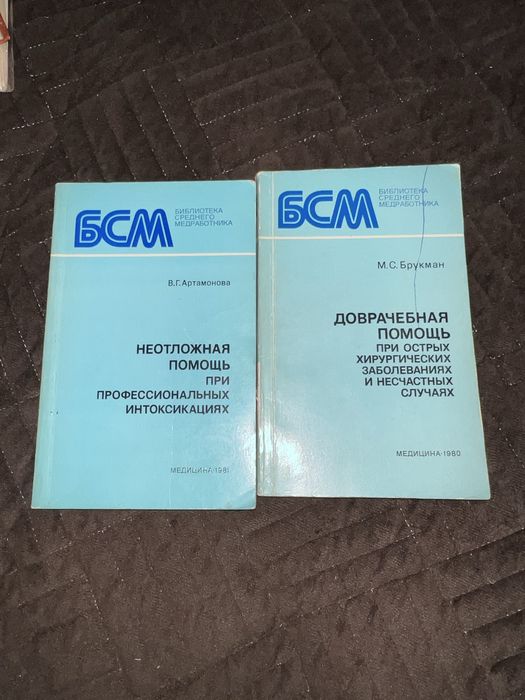 БСМ
БИБЛИОТЕКА
СРЕДНЕГО
МЕДРАБОТНИКА
В.Г. Артамонова
НЕОТЛОЖНАЯ
ПОМОЩЬ
ПРИ
ПРОФЕССИОНАЛЬНЫХ
ИНТОКСИКАЦИЯХ
МЕДИЦИНА·1981
БСМ
БИБЛИОТЕКА
СРЕДНЕГО
МЕДРАБОТНИКА
М.С. Брукман
ДОВРАЧЕБНАЯ
ПОМОЩЬ
ПРИ ОСТРЫХ
ХИРУРГИЧЕСКИХ
ЗАБОЛЕВАНИЯХ
И НЕСЧАСТНЫХ
СЛУЧАЯХ
МЕДИЦИНА·1980